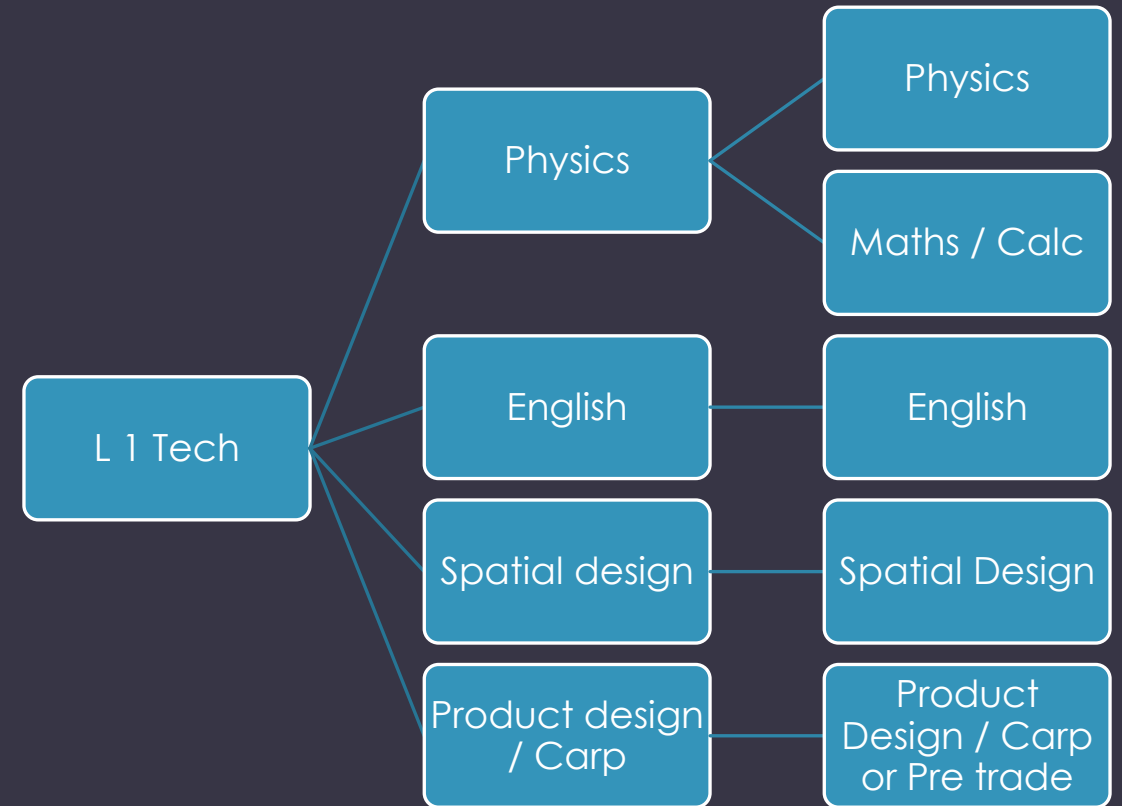 L 1 Tech
Physics
Physics
Maths / Calc
English
English
Spatial design
Spatial Design
Product design
/ Carp
Product
Design / Carp
or Pre trade